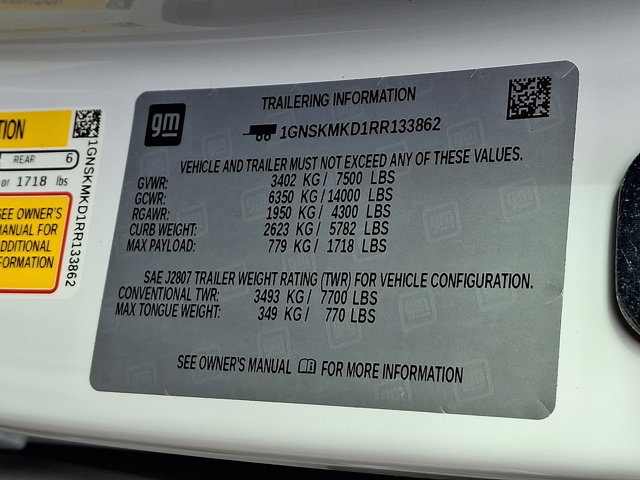 TION
REAR 6
or 1718 lbs
SEE OWNER'S
MANUAL FOR
ADDITIONAL
INFORMATION
1GNSKMKD1RR133862
gm
TRAILERING INFORMATION
1GNSKMKD1RR133862
VEHICLE AND TRAILER MUST NOT EXCEED ANY OF THESE VALUES.
GVWR: 3402 KG / 7500 LBS
GCWR: 6350 KG / 14000 LBS
RGAWR: 1950 KG / 4300 LBS
CURB WEIGHT: 2623 KG / 5782 LBS
MAX PAYLOAD: 779 KG / 1718 LBS
SAE J2807 TRAILER WEIGHT RATING (TWR) FOR VEHICLE CONFIGURATION.
CONVENTIONAL TWR: 3493 KG / 7700 LBS
MAX TONGUE WEIGHT: 349 KG / 770 LBS
SEE OWNER'S MANUAL FOR MORE INFORMATION